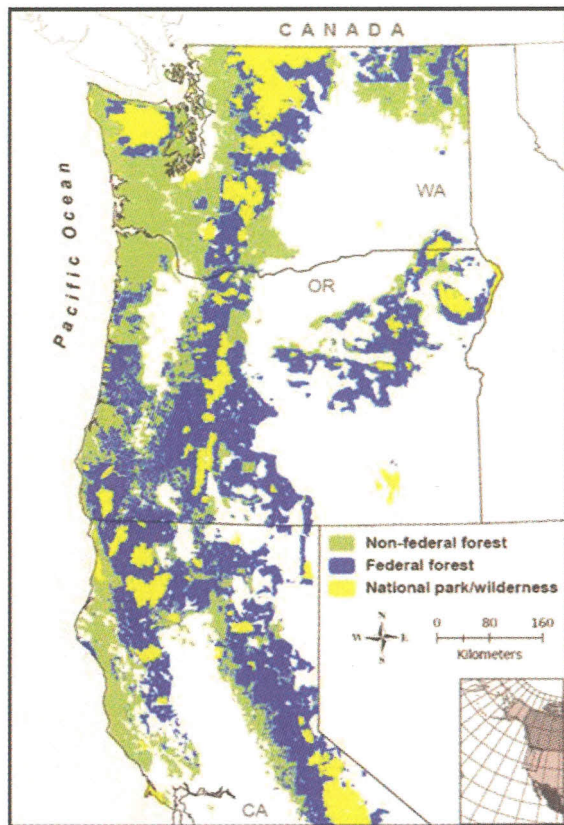 CANADA
Pacific Ocean
WA
OR
Non-federal forest
Federal forest
National park/wilderness
N
W
E
S
0 80 160
Kilometers
CA